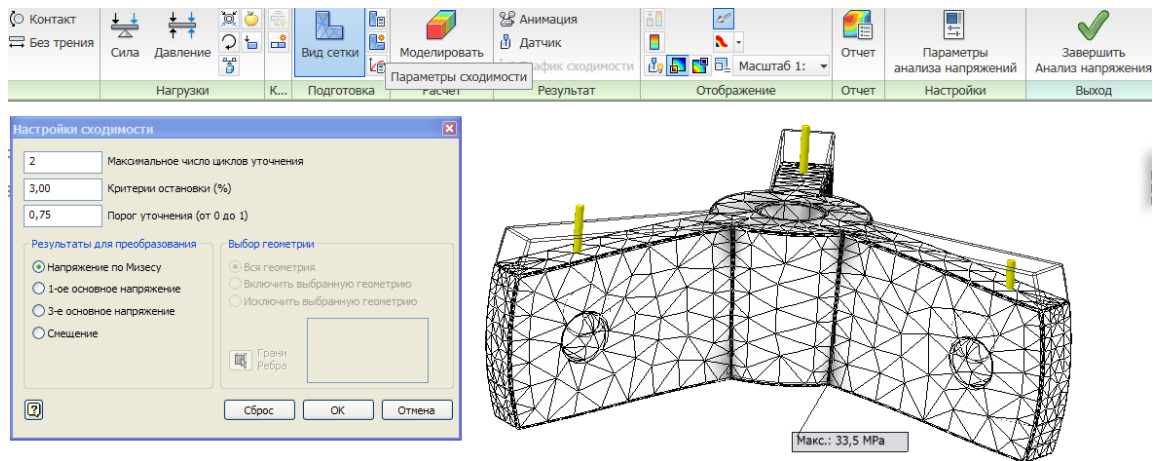 Контакт
Без трения
Сила
Давление
Вид сетки
Моделировать
Анимация
Датчик
График сходимости
Масштаб 1:
Отчет
Параметры
анализа напряжений
Завершить
Анализ напряжения
Нагрузки
К...
Подготовка
Расчет
Результат
Отображение
Отчет
Настройки
Выход
Параметры сходимости
Настройки сходимости
2 Максимальное число циклов уточнения
3,00 Критерии остановки (%)
0,75 Порог уточнения (от 0 до 1)
Результаты для преобразования
Напряжение по Мизесу
1-ое основное напряжение
3-е основное напряжение
Смещение
Выбор геометрии
Вся геометрия
Включить выбранную геометрию
Исключить выбранную геометрию
Грани
Ребра
Сброс
ОК
Отмена
Макс.: 33,5 MPa